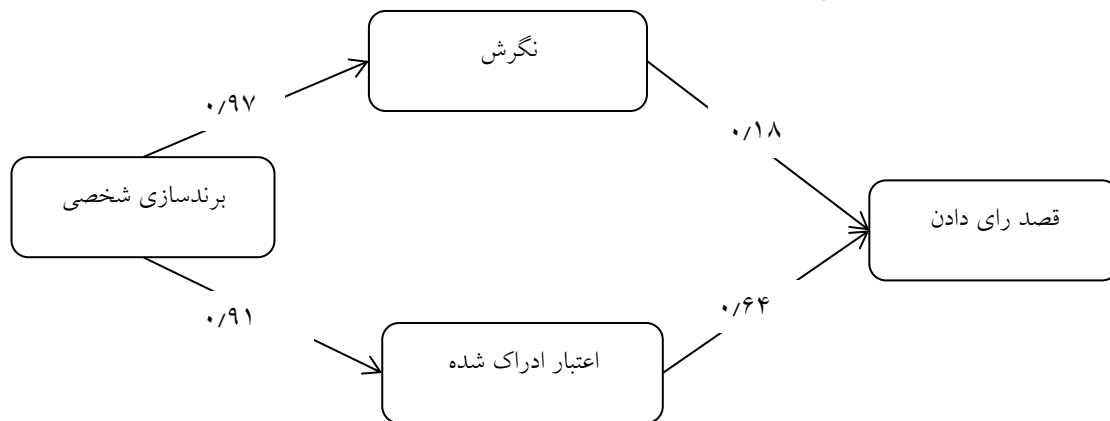 نگرش
۰/۹۷
۰/۱۸
برندسازی شخصی
قصد رای دادن
۰/۹۱
۰/۶۴
اعتبار ادراک شده